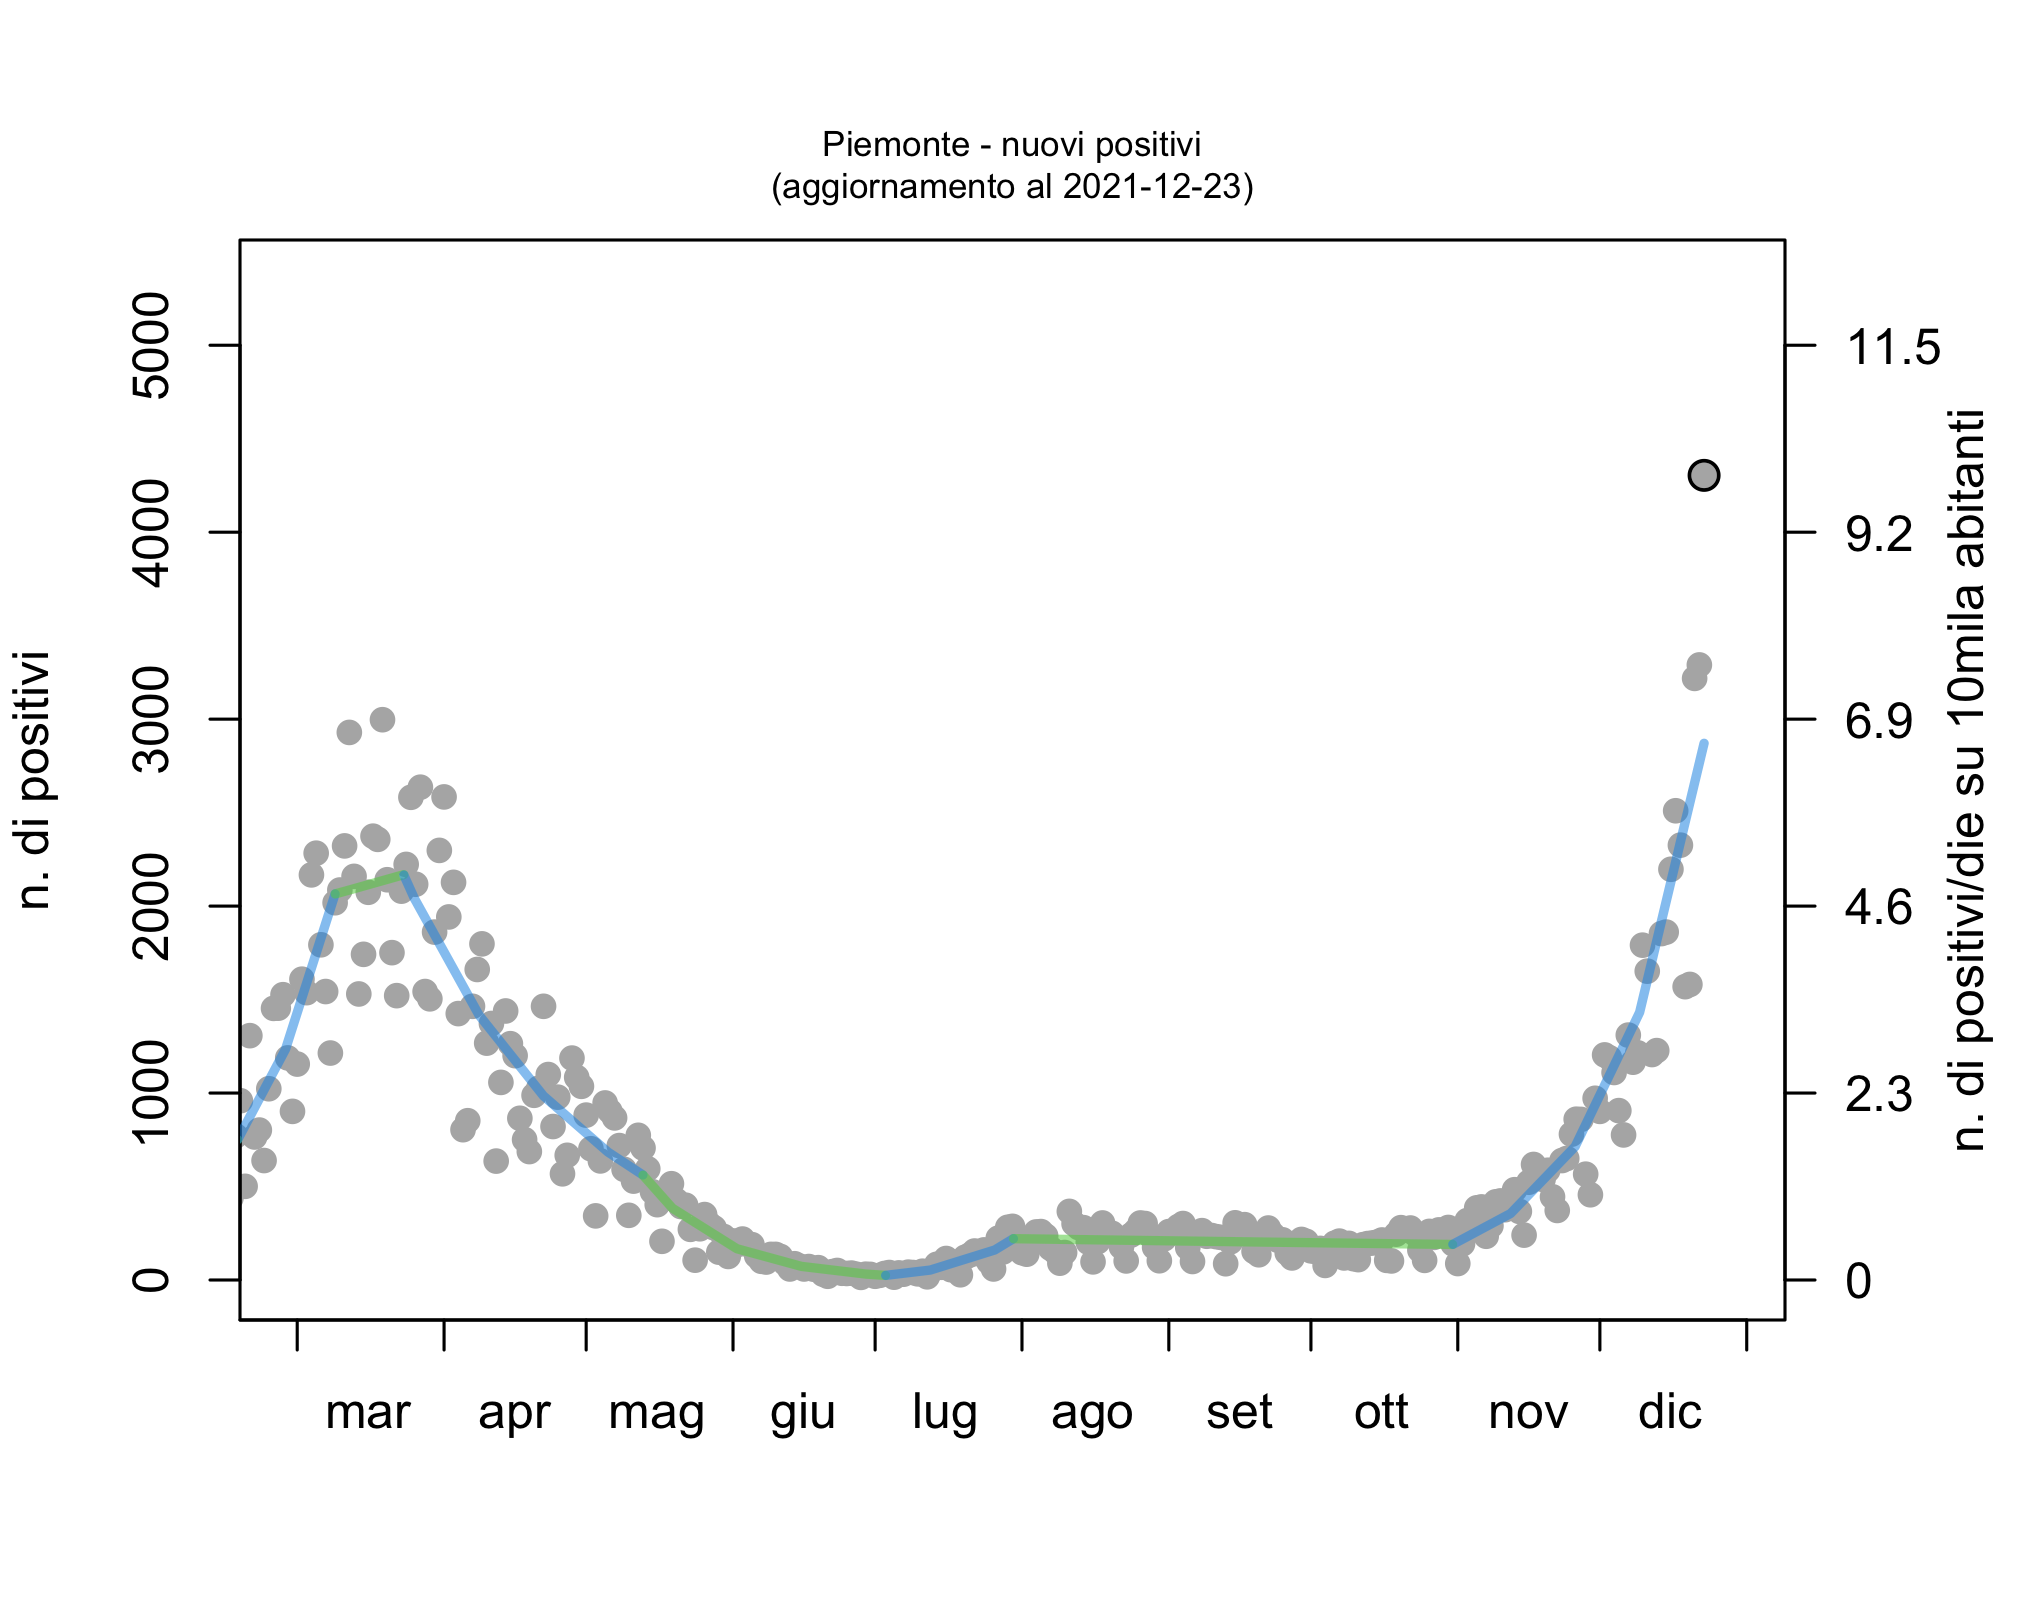 Piemonte - nuovi positivi
(aggiornamento al 2021-12-23)
n. di positivi
5000
4000
3000
2000
1000
0
11.5
9.2
6.9
4.6
2.3
0
n. di positivi/die su 10mila abitanti
mar apr mag giu lug ago set ott nov dic